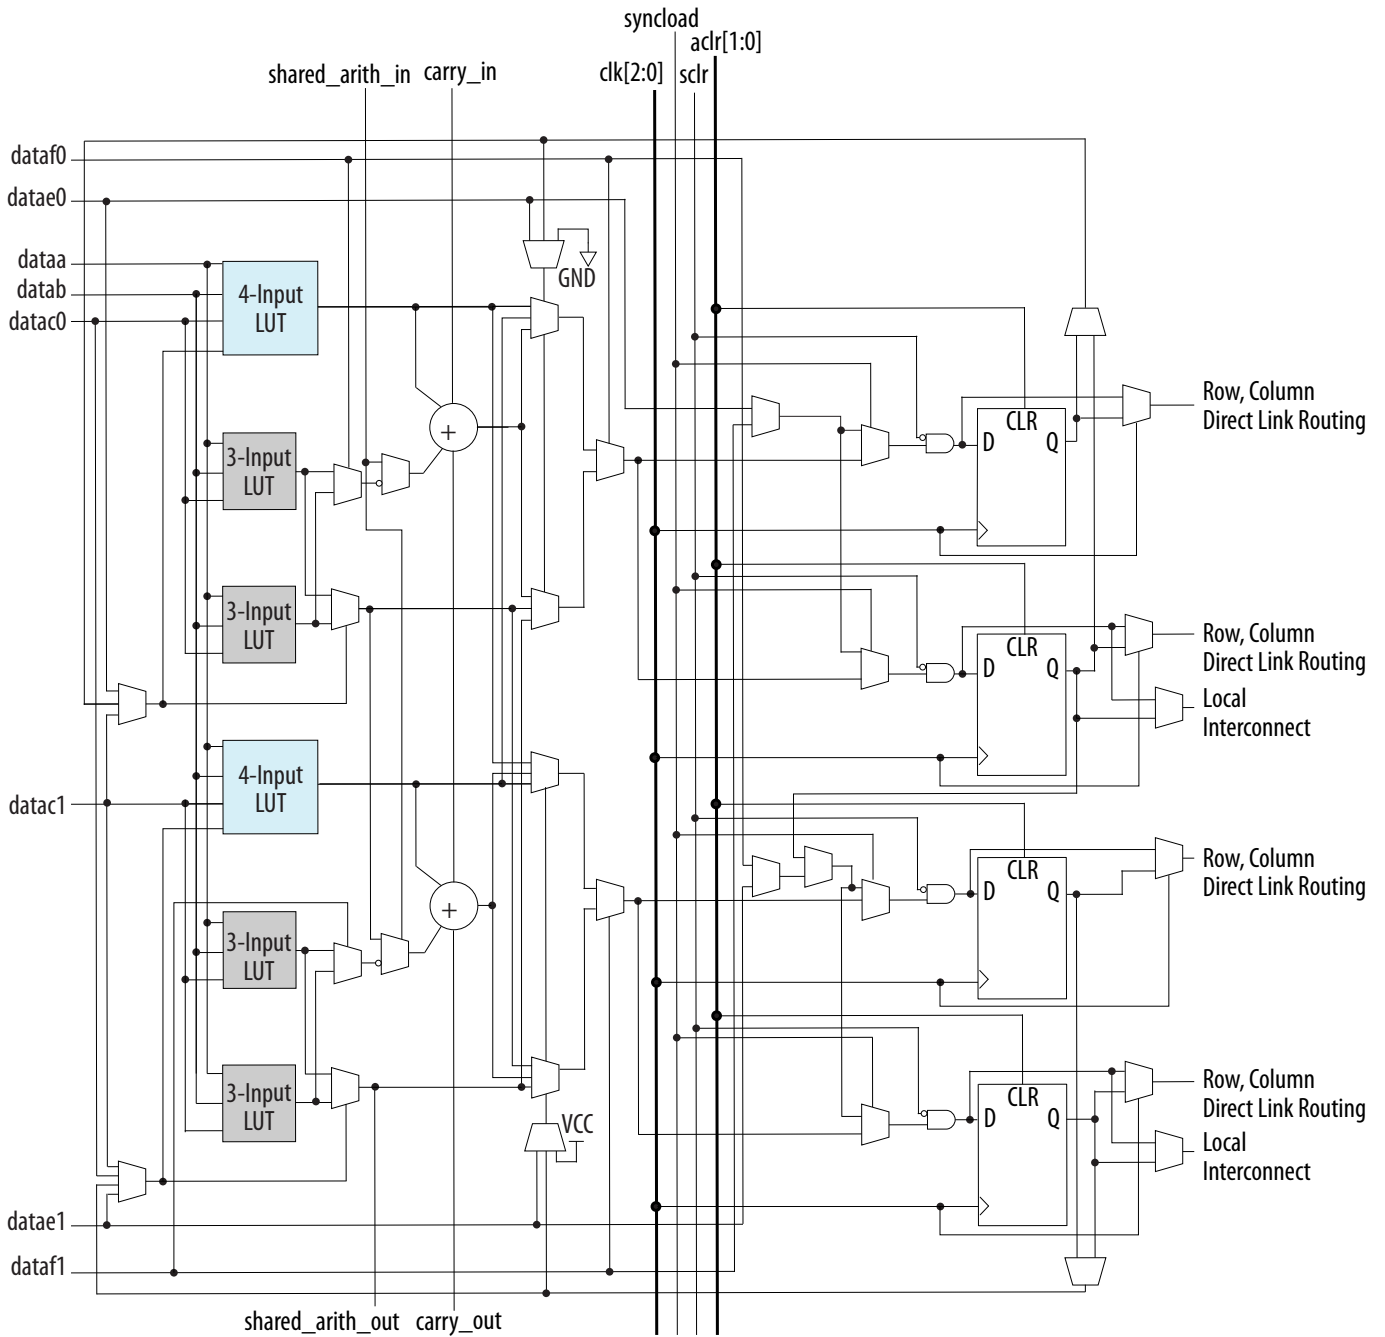 syncload
aclr[1:0]
shared_arith_in
carry_in
clk[2:0]
sclr
dataf0
datae0
dataa
datab
datac0
4-Input
LUT
GND
3-Input
LUT
+
CLR
D
Q
Row, Column
Direct Link Routing
3-Input
LUT
CLR
D
Q
Row, Column
Direct Link Routing
Local
Interconnect
4-Input
LUT
datac1
3-Input
LUT
+
CLR
D
Q
Row, Column
Direct Link Routing
3-Input
LUT
VCC
CLR
D
Q
Row, Column
Direct Link Routing
Local
Interconnect
datae1
dataf1
shared_arith_out
carry_out